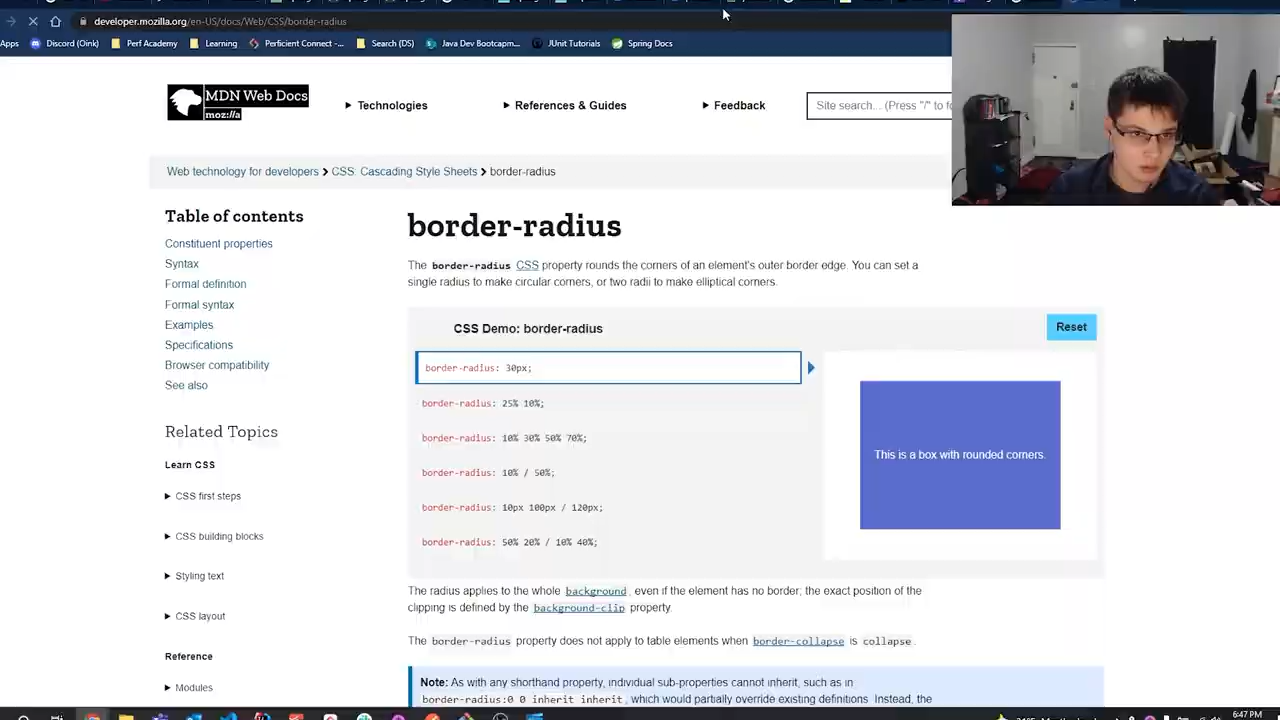 developer.mozilla.org/en-US/docs/Web/CSS/border-radius
Apps
Discord (Oink)
Perf Academy
Learning
Perficient Connect -...
Search (DS)
Java Dev Bootcapm...
JUnit Tutorials
Spring Docs
MDN Web Docs
moz://a
Technologies
References & Guides
Feedback
Site search... (Press "/" to fo
Web technology for developers
CSS: Cascading Style Sheets
border-radius
Table of contents
Constituent properties
Syntax
Formal definition
Formal syntax
Examples
Specifications
Browser compatibility
See also
Related Topics
Learn CSS
CSS first steps
CSS building blocks
Styling text
CSS layout
Reference
Modules
border-radius
The border-radius CSS property rounds the corners of an element's outer border edge. You can set a
single radius to make circular corners, or two radii to make elliptical corners.
CSS Demo: border-radius
Reset
border-radius: 30px;
border-radius: 25% 10%;
border-radius: 10% 30% 50% 70%;
border-radius: 10% / 50%;
border-radius: 10px 100px / 120px;
border-radius: 50% 20% / 10% 40%;
This is a box with rounded corners.
The radius applies to the whole background, even if the element has no border; the exact position of the
clipping is defined by the background-clip property.
The border-radius property does not apply to table elements when border-collapse is collapse.
Note: As with any shorthand property, individual sub-properties cannot inherit, such as in
border-radius:0 0 inherit inherit, which would partially override existing definitions. Instead, the
6:47 PM